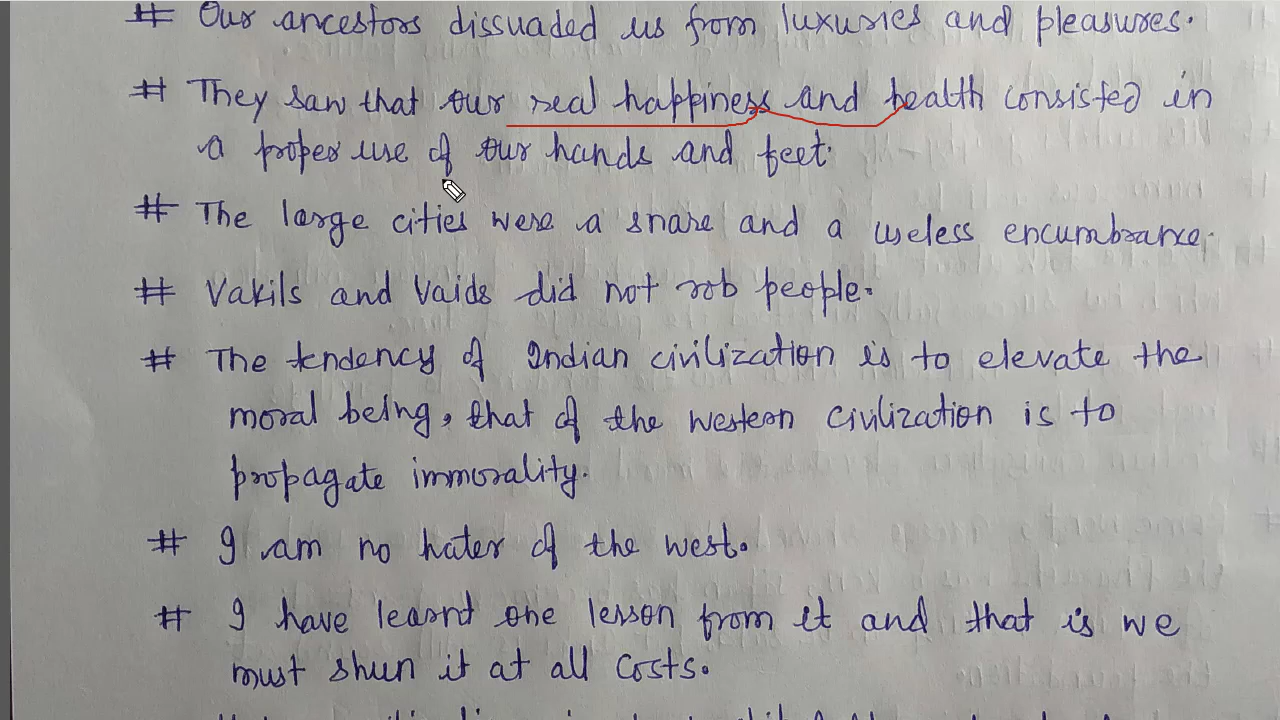 # Our ancestors dissuaded us from luxuries and pleasures.
# They saw that our real happiness and health consisted in
a proper use of our hands and feet.
# The large cities were a snare and a useless encumbrance.
# Vakils and Vaids did not rob people.
# The tendency of Indian civilization is to elevate the
moral being, that of the western civilization is to
propagate immorality.
# I am no hater of the west.
# I have learnt one lesson from it and that is we
must shun it at all costs.